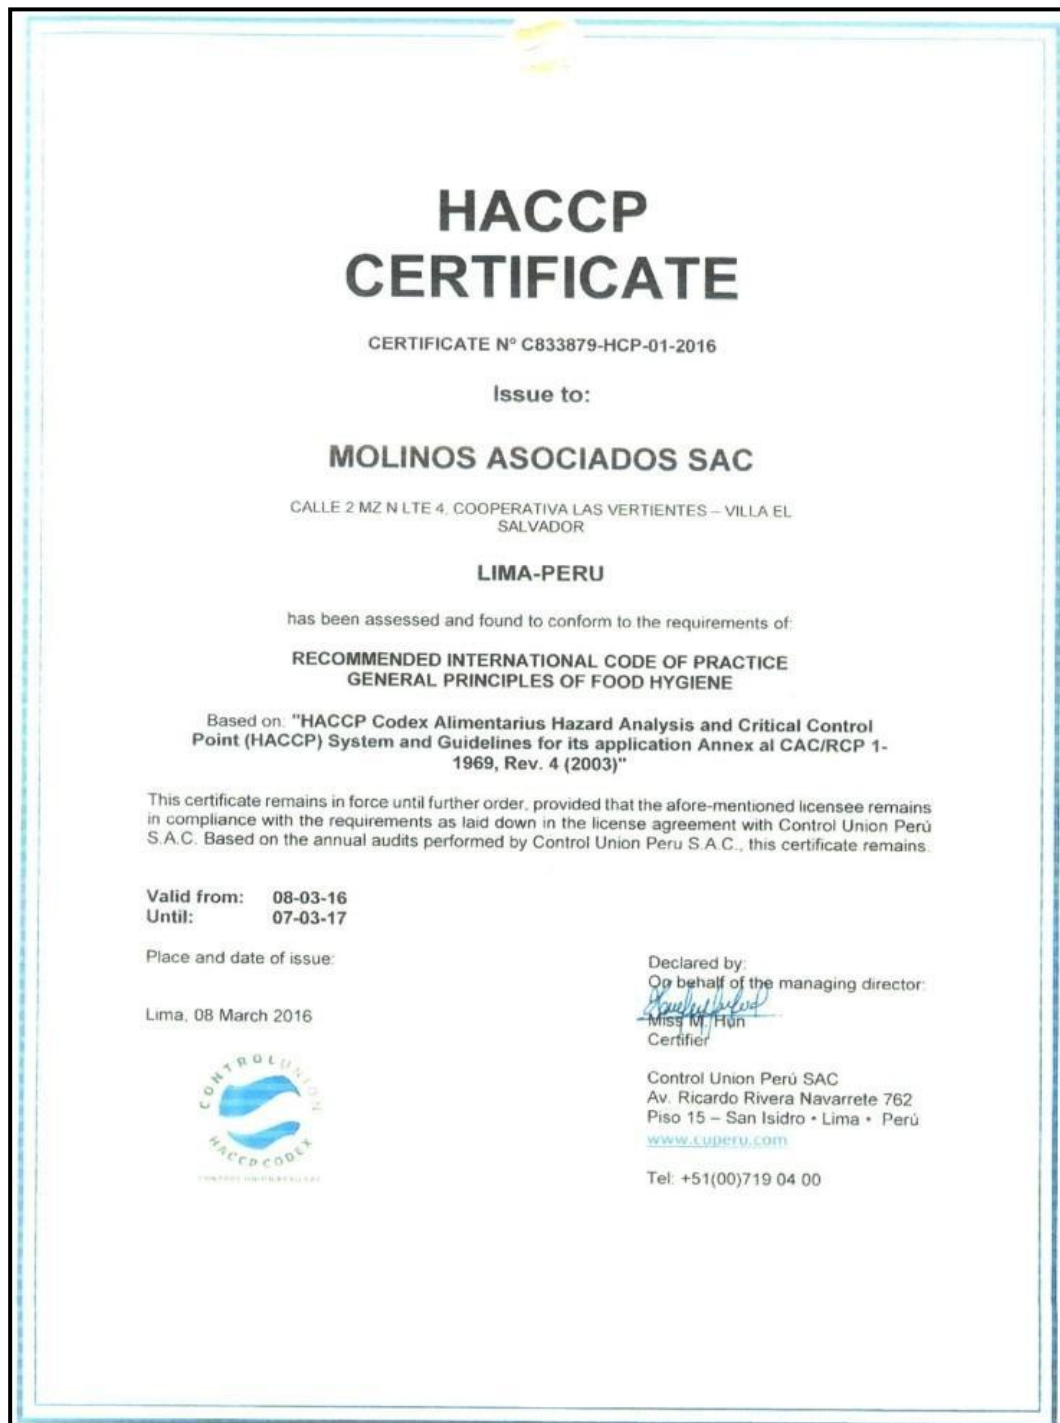 HACCP
CERTIFICATE
CERTIFICATE Nº C833879-HCP-01-2016
Issue to:
MOLINOS ASOCIADOS SAC
CALLE 2 MZ N LTE 4, COOPERATIVA LAS VERTIENTES – VILLA EL
SALVADOR
LIMA-PERU
has been assessed and found to conform to the requirements of:
RECOMMENDED INTERNATIONAL CODE OF PRACTICE
GENERAL PRINCIPLES OF FOOD HYGIENE
Based on: "HACCP Codex Alimentarius Hazard Analysis and Critical Control
Point (HACCP) System and Guidelines for its application Annex al CAC/RCP 1-
1969, Rev. 4 (2003)"
This certificate remains in force until further order, provided that the afore-mentioned licensee remains
in compliance with the requirements as laid down in the license agreement with Control Union Perú
S.A.C. Based on the annual audits performed by Control Union Peru S.A.C., this certificate remains.
Valid from: 08-03-16
Until: 07-03-17
Place and date of issue:
Lima, 08 March 2016
CONTROL UNION
HACCP CODEX
CONTROL UNION PERU SAC
Declared by:
On behalf of the managing director:
Miss M. Hun
Certifier
Control Union Perú SAC
Av. Ricardo Rivera Navarrete 762
Piso 15 – San Isidro • Lima • Perú
www.cuperu.com
Tel: +51(00)719 04 00